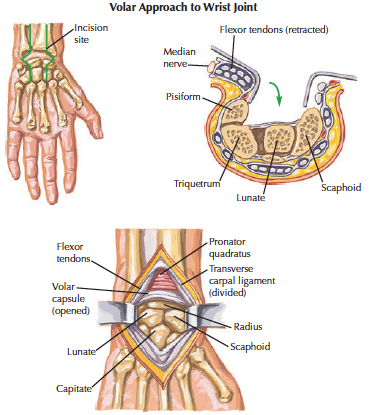 Volar Approach to Wrist Joint
Incision
site
Flexor tendons (retracted)
Median
nerve
Pisiform
Triquetrum
Lunate
Scaphoid
Flexor
tendons
Volar
capsule
(opened)
Lunate
Capitate
Pronator
quadratus
Transverse
carpal ligament
(divided)
Radius
Scaphoid